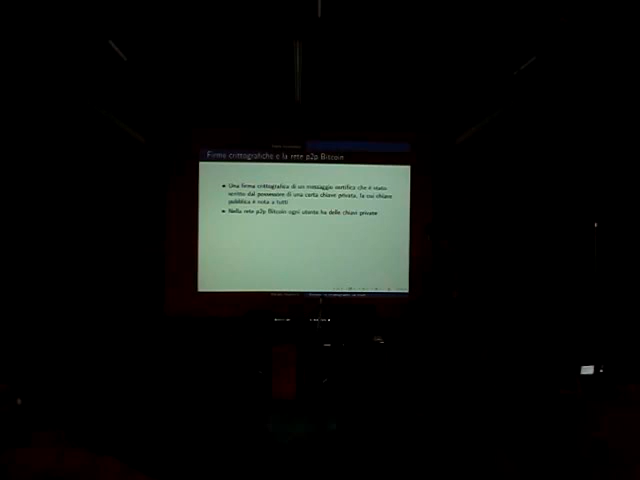 Firme crittografiche e la rete p2p Bitcoin
Una firma crittografica di un messaggio certifica che è stato
scritto dal possessore di una carta chiave privata, la cui chiave
pubblica è nota a tutti
Nella rete p2p Bitcoin ogni utente ha delle chiavi private